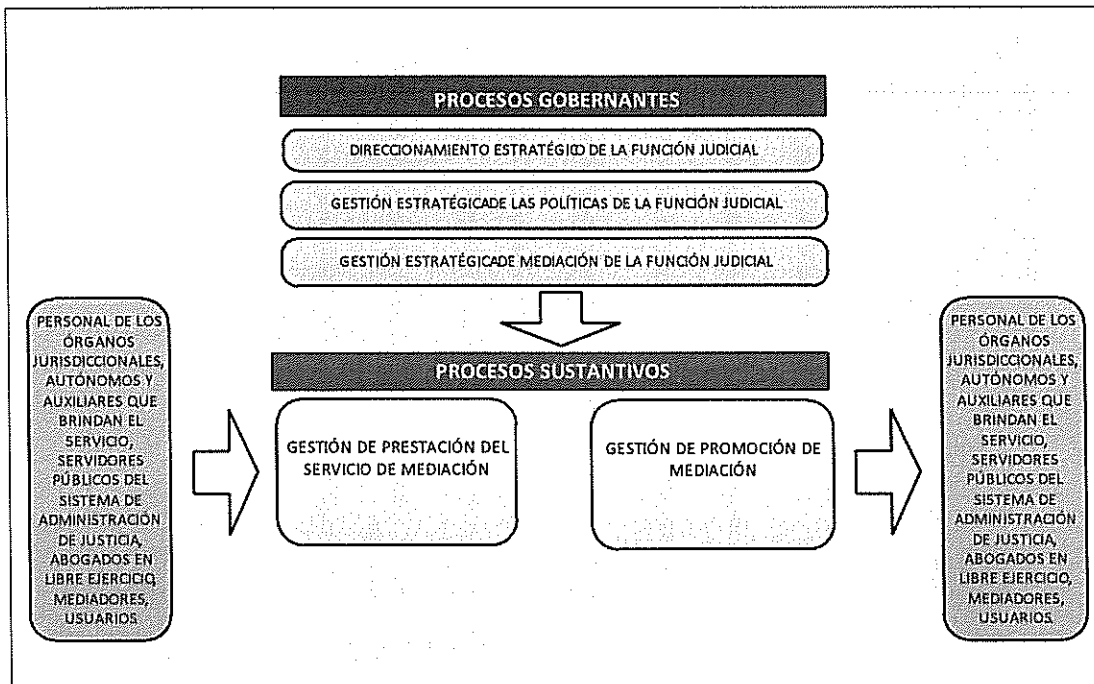 PROCESOS GOBERNANTES
DIRECCIONAMIENTO ESTRATÉGICO DE LA FUNCIÓN JUDICIAL
GESTIÓN ESTRATÉGICADE LAS POLÍTICAS DE LA FUNCIÓN JUDICIAL
GESTIÓN ESTRATÉGICADE MEDIACIÓN DE LA FUNCIÓN JUDICIAL
PERSONAL DE LOS
ÓRGANOS
JURISDICCIONALES,
AUTÓNOMOS Y
AUXILIARES QUE
BRINDAN EL
SERVICIO,
SERVIDORES
PÚBLICOS DEL
SISTEMA DE
ADMINISTRACIÓN
DE JUSTICIA,
ABOGADOS EN
LIBRE EJERCICIO,
MEDIADORES,
USUARIOS
PROCESOS SUSTANTIVOS
GESTIÓN DE PRESTACIÓN DEL
SERVICIO DE MEDIACIÓN
GESTIÓN DE PROMOCIÓN DE
MEDIACIÓN
PERSONAL DE LOS
ÓRGANOS
JURISDICCIONALES,
AUTÓNOMOS Y
AUXILIARES QUE
BRINDAN EL
SERVICIO,
SERVIDORES
PÚBLICOS DEL
SISTEMA DE
ADMINISTRACIÓN
DE JUSTICIA,
ABOGADOS EN
LIBRE EJERCICIO,
MEDIADORES,
USUARIOS